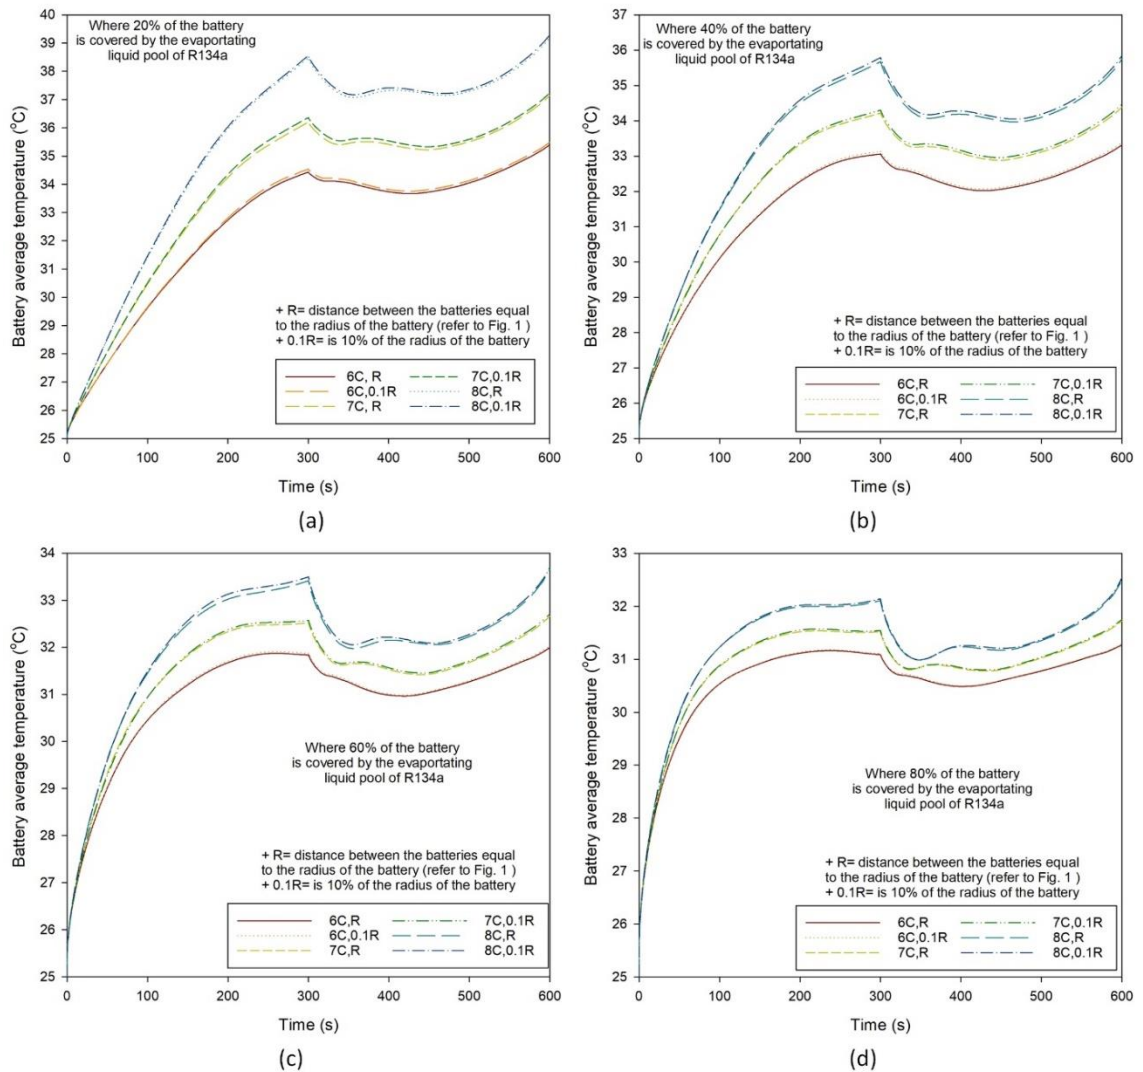 Where 20% of the battery
is covered by the evaportating
liquid pool of R134a
Battery average temperature (°C)
40
39
38
37
36
35
34
33
32
31
30
29
28
27
26
25
+ R= distance between the batteries equal
to the radius of the battery (refer to Fig. 1 )
+ 0.1R= is 10% of the radius of the battery
6C, R
6C,0.1R
7C, R
7C,0.1R
8C,R
8C,0.1R
0 100 200 300 400 500 600
Time (s)
(a)
Where 40% of the battery
is covered by the evaportating
liquid pool of R134a
Battery average temperature (°C)
37
36
35
34
33
32
31
30
29
28
27
26
25
+ R= distance between the batteries equal
to the radius of the battery (refer to Fig. 1 )
+ 0.1R= is 10% of the radius of the battery
6C,R
6C,0.1R
7C,R
7C,0.1R
8C,R
8C,0.1R
0 100 200 300 400 500 600
Time (s)
(b)
Battery average temperature (°C)
34
33
32
31
30
29
28
27
26
25
Where 60% of the battery
is covered by the evaportating
liquid pool of R134a
+ R= distance between the batteries equal
to the radius of the battery (refer to Fig. 1 )
+ 0.1R= is 10% of the radius of the battery
6C,R
6C,0.1R
7C,R
7C,0.1R
8C,R
8C,0.1R
0 100 200 300 400 500 600
Time (s)
(c)
Battery average temperature (°C)
33
32
31
30
29
28
27
26
25
Where 80% of the battery
is covered by the evaportating
liquid pool of R134a
+ R= distance between the batteries equal
to the radius of the battery (refer to Fig. 1 )
+ 0.1R= is 10% of the radius of the battery
6C,R
6C,0.1R
7C,R
7C,0.1R
8C,R
8C,0.1R
0 100 200 300 400 500 600
Time (s)
(d)